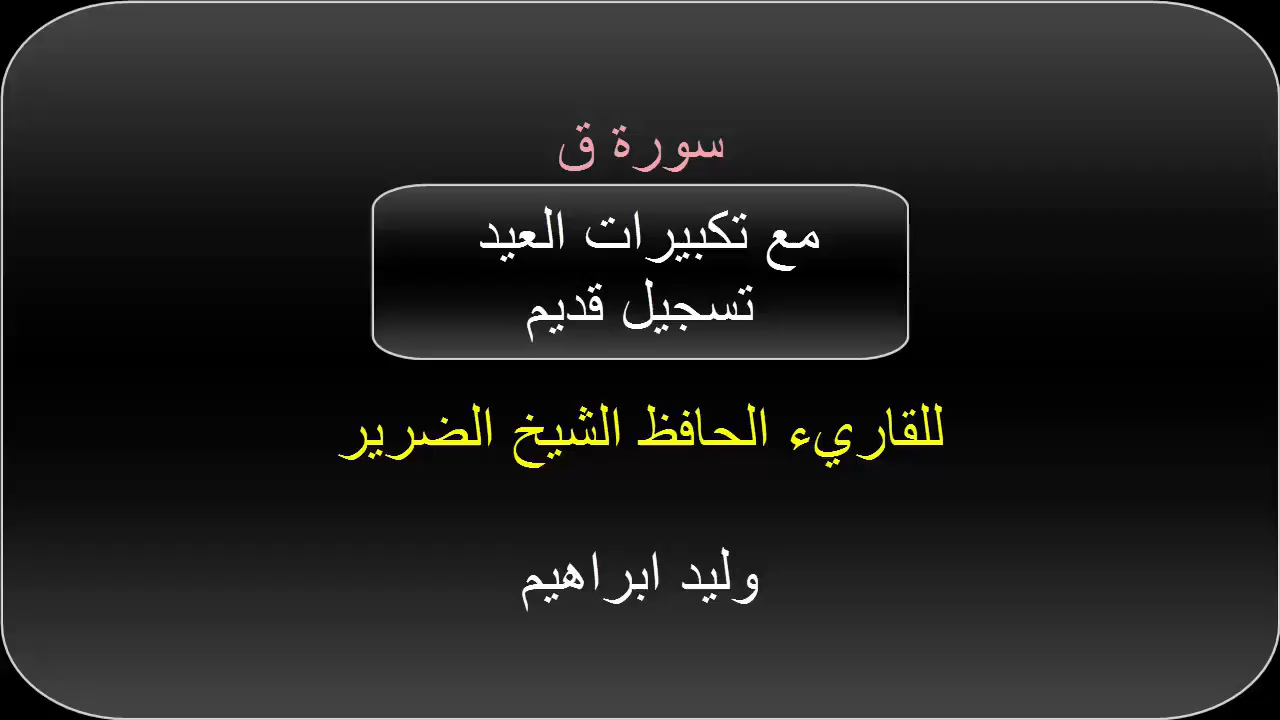 سورة ق
مع تكبيرات العيد
تسجيل قديم
للقاريء الحافظ الشيخ الضرير
وليد ابراهيم